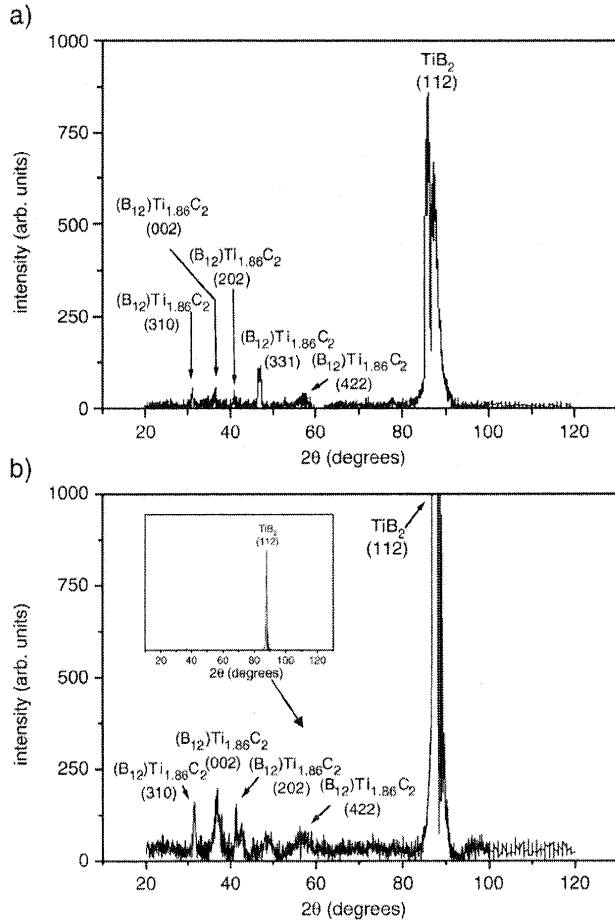 a)
1000
750
500
250
0
intensity (arb. units)
TiB2
(112)
(B12)Ti1.86C2
(002)
(B12)Ti1.86C2
(202)
(B12)Ti1.86C2
(310)
(B12)Ti1.86C2
(331)
(B12)Ti1.86C2
(422)
20 40 60 80 100 120
2θ (degrees)
b)
1000
750
500
250
0
intensity (arb. units)
TiB2
(112)
10 20 40 60 80 100 120
2θ (degrees)
TiB2
(112)
(B12)Ti1.86C2
(002)
(B12)Ti1.86C2
(310)
(B12)Ti1.86C2
(202)
(B12)Ti1.86C2
(422)
20 40 60 80 100 120
2θ (degrees)